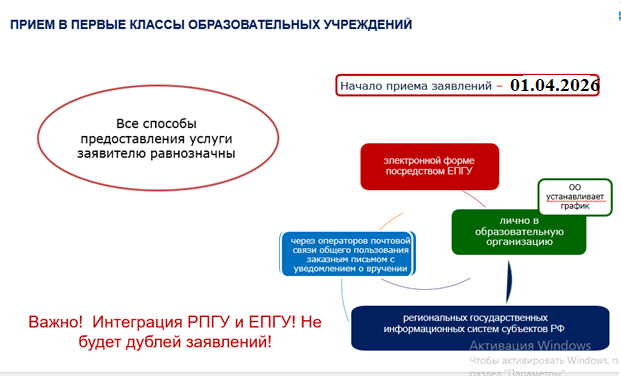 ПРИЕМ В ПЕРВЫЕ КЛАССЫ ОБРАЗОВАТЕЛЬНЫХ УЧРЕЖДЕНИЙ
Начало приема заявлений – 01.04.2026
Все способы
предоставления услуги
заявителю равнозначны
электронной форме
посредством ЕПГУ
ОО
устанавливает
график
лично в
образовательную
организацию
через операторов почтовой
связи общего пользования
заказным письмом с
уведомлением о вручении
региональных государственных
информационных систем субъектов РФ
Важно! Интеграция РПГУ и ЕПГУ! Не
будет дублей заявлений!
Активация Windows
Чтобы активировать Windows, п
раздел "Параметры"